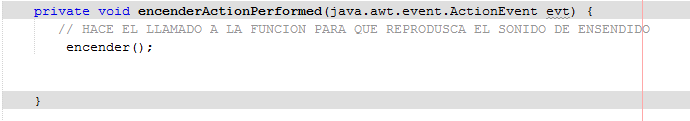 private void encenderActionPerformed(java.awt.event.ActionEvent evt) {
// HACE EL LLAMADO A LA FUNCION PARA QUE REPRODUSCA EL SONIDO DE ENSENDIDO
encender();
}